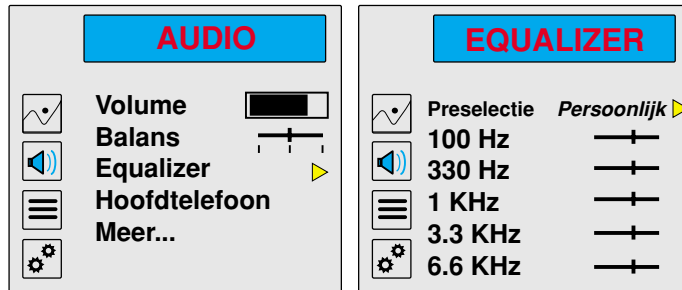 AUDIO
Volume
Balans
Equalizer
Hoofdtelefoon
Meer...
EQUALIZER
Preselectie Persoonlijk
100 Hz
330 Hz
1 KHz
3.3 KHz
6.6 KHz